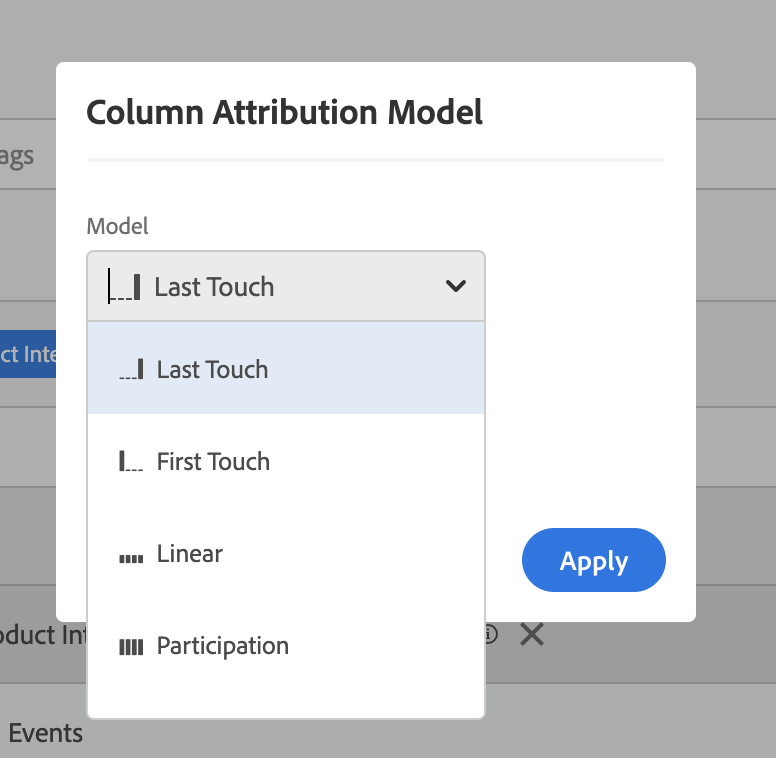 Column Attribution Model
ags
Model
Last Touch
ct Inte
Last Touch
First Touch
Linear
Apply
oduct Int
Participation
Events